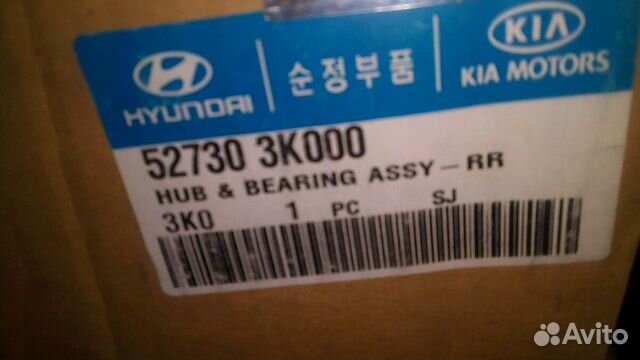 HYUNDAI
순정부품
KIA
KIA MOTORS
52730 3K000
HUB & BEARING ASSY-RR
3K0 1 PC SJ
Avito